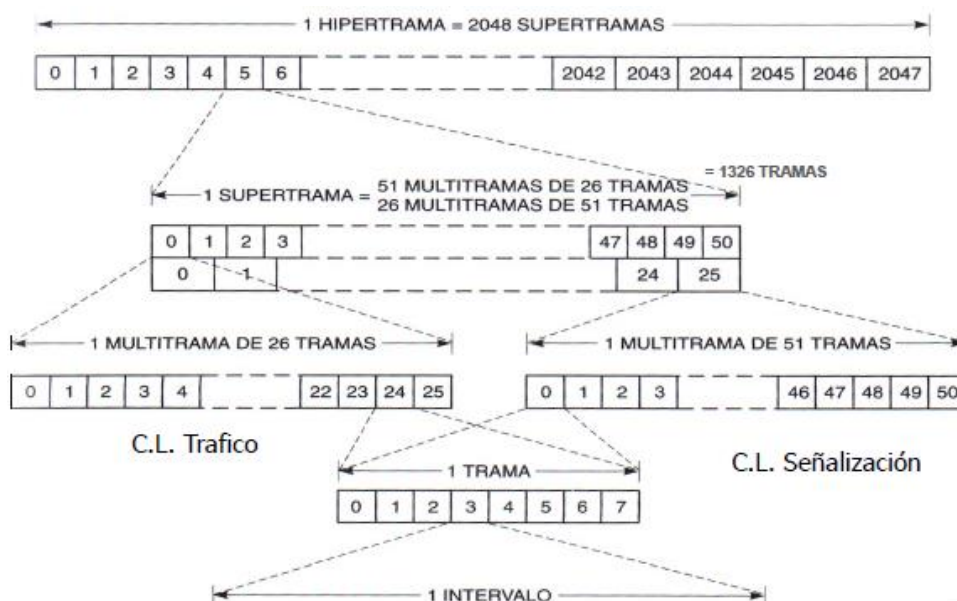 1 HIPERTRAMA = 2048 SUPERTRAMAS
0 1 2 3 4 5 6 2042 2043 2044 2045 2046 2047
= 1326 TRAMAS
1 SUPERTRAMA = 51 MULTITRAMAS DE 26 TRAMAS
26 MULTITRAMAS DE 51 TRAMAS
0 1 2 3 47 48 49 50
0 1 24 25
1 MULTITRAMA DE 26 TRAMAS 1 MULTITRAMA DE 51 TRAMAS
0 1 2 3 4 22 23 24 25 0 1 2 3 46 47 48 49 50
C.L. Trafico C.L. Señalización
1 TRAMA
0 1 2 3 4 5 6 7
1 INTERVALO